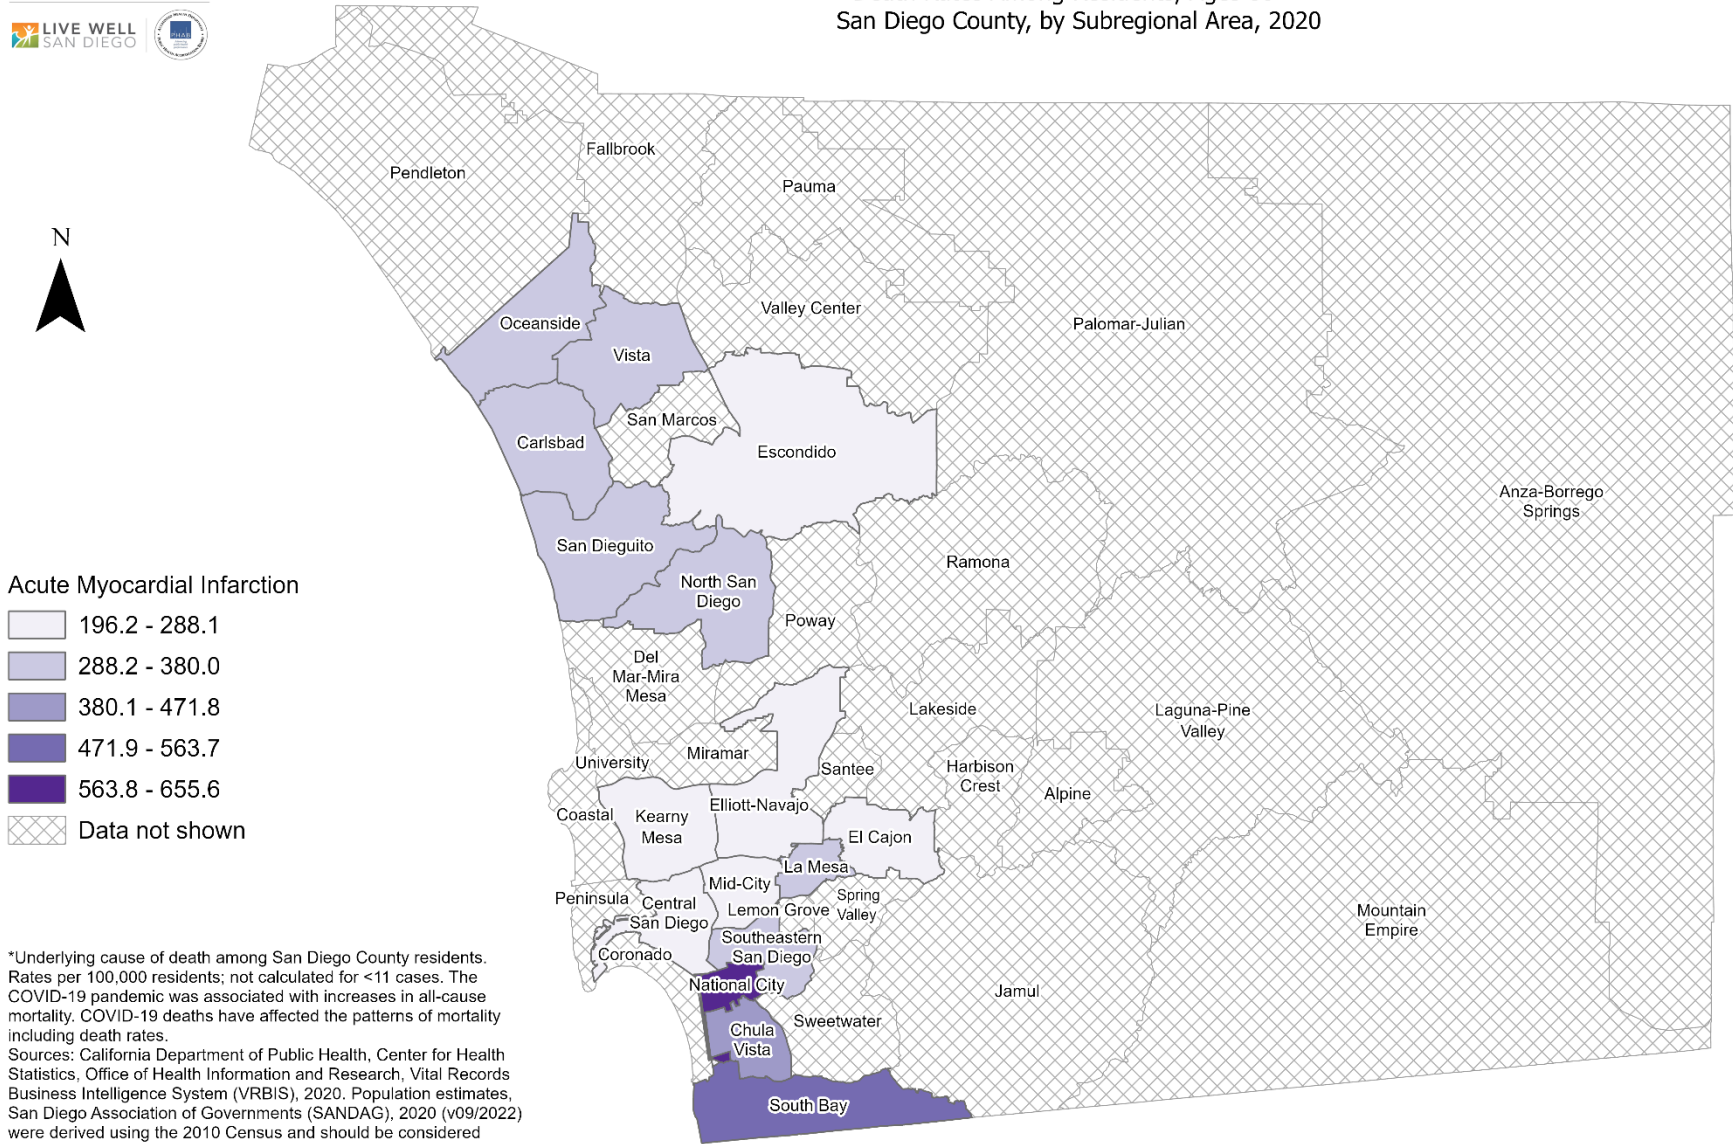 San Diego County, by Subregional Area, 2020
LIVE WELL
SAN DIEGO
PHAB
N
Fallbrook
Pendleton
Pauma
Valley Center
Oceanside
Palomar-Julian
Vista
San Marcos
Carlsbad
Escondido
Anza-Borrego
Springs
San Dieguito
Ramona
North San
Diego
Poway
Del
Mar-Mira
Mesa
Lakeside
Laguna-Pine
Valley
Miramar
University
Santee
Harbison
Crest
Alpine
Elliott-Navajo
Coastal
Kearny
Mesa
El Cajon
La Mesa
Mid-City
Peninsula
Central
San Diego
Lemon Grove
Spring
Valley
Mountain
Empire
Southeastern
San Diego
Coronado
National City
Jamul
Sweetwater
Chula
Vista
South Bay
Acute Myocardial Infarction
196.2 - 288.1
288.2 - 380.0
380.1 - 471.8
471.9 - 563.7
563.8 - 655.6
Data not shown
*Underlying cause of death among San Diego County residents.
Rates per 100,000 residents; not calculated for <11 cases. The
COVID-19 pandemic was associated with increases in all-cause
mortality. COVID-19 deaths have affected the patterns of mortality
including death rates.
Sources: California Department of Public Health, Center for Health
Statistics, Office of Health Information and Research, Vital Records
Business Intelligence System (VRBIS), 2020. Population estimates,
San Diego Association of Governments (SANDAG), 2020 (v09/2022)
were derived using the 2010 Census and should be considered